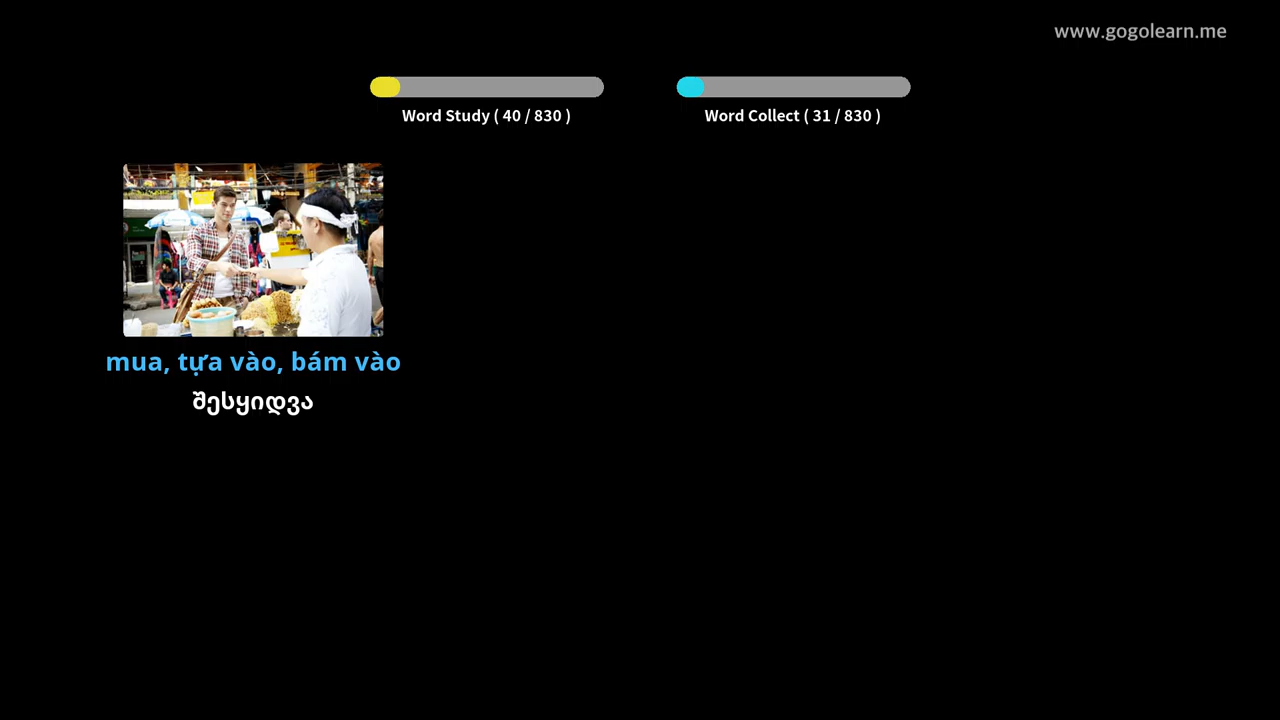 www.gogolearn.me
Word Study ( 40 / 830 )
Word Collect ( 31 / 830 )
mua, tựa vào, bám vào
შესყიდვა